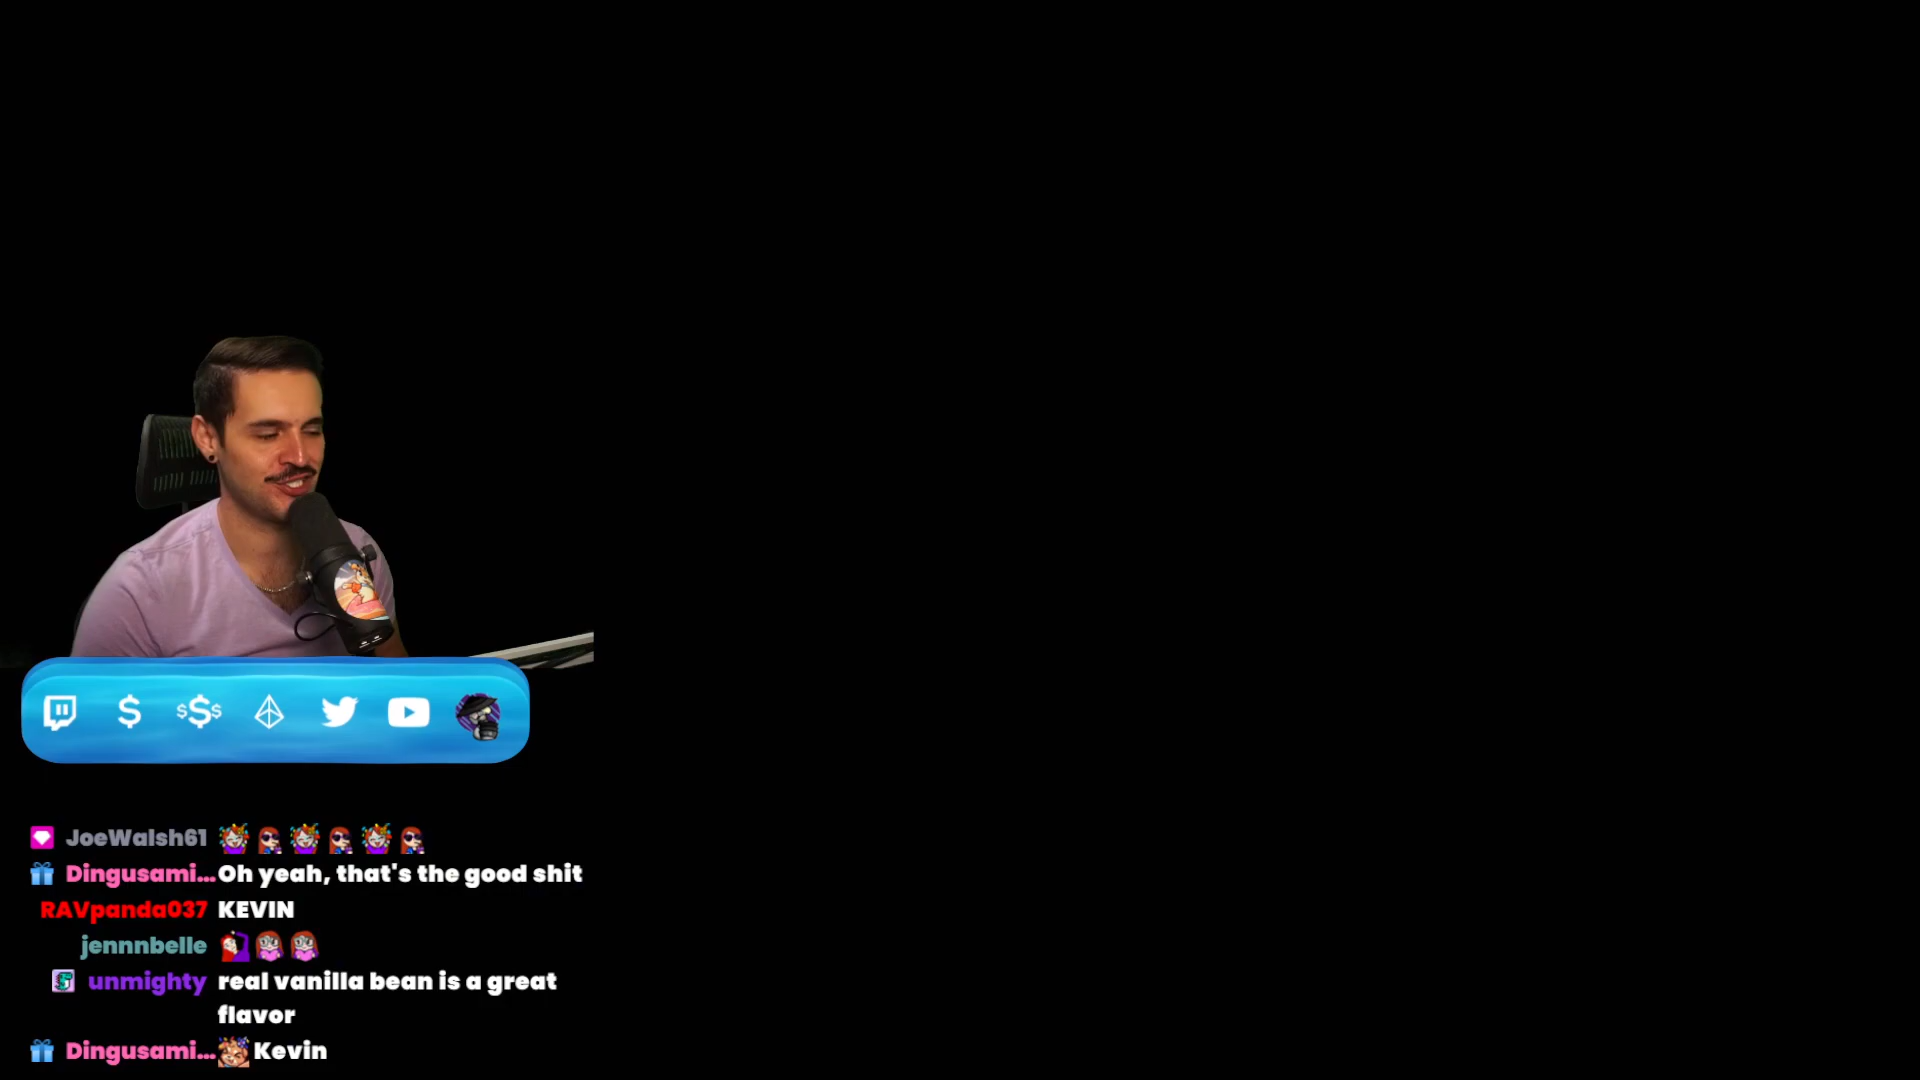 JoeWalsh61
Dingusami... Oh yeah, that's the good shit
RAVpanda037 KEVIN
jennnbelle
unmighty real vanilla bean is a great
flavor
Dingusami... Kevin